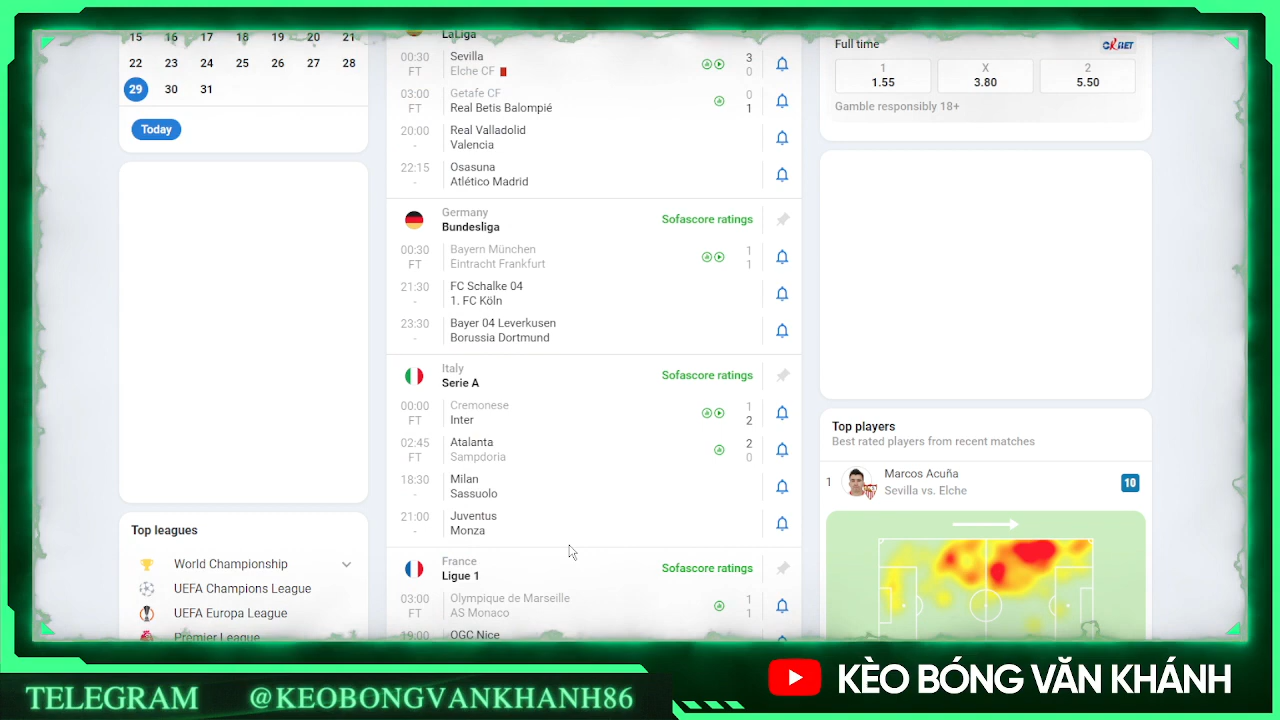 15 16 17 18 19 20 21
22 23 24 25 26 27 28
29 30 31
Today
Top leagues
World Championship
UEFA Champions League
UEFA Europa League
Premier League
LaLiga
00:30 Sevilla 3
FT Elche CF 0
03:00 Getafe CF 0
FT Real Betis Balompié 1
20:00 Real Valladolid
- Valencia
22:15 Osasuna
- Atlético Madrid
Germany
Bundesliga Sofascore ratings
00:30 Bayern München 1
FT Eintracht Frankfurt 1
21:30 FC Schalke 04
- 1. FC Köln
23:30 Bayer 04 Leverkusen
- Borussia Dortmund
Italy
Serie A Sofascore ratings
00:00 Cremonese 1
FT Inter 2
02:45 Atalanta 2
FT Sampdoria 0
18:30 Milan
- Sassuolo
21:00 Juventus
- Monza
France
Ligue 1 Sofascore ratings
03:00 Olympique de Marseille 1
FT AS Monaco 1
19:00 OGC Nice
Full time
1 X 2
1.55 3.80 5.50
Gamble responsibly 18+
Top players
Best rated players from recent matches
1 Marcos Acuña 10
Sevilla vs. Elche
TELEGRAM @KEOBONGVANKHANH86
KÈO BÓNG VĂN KHÁNH